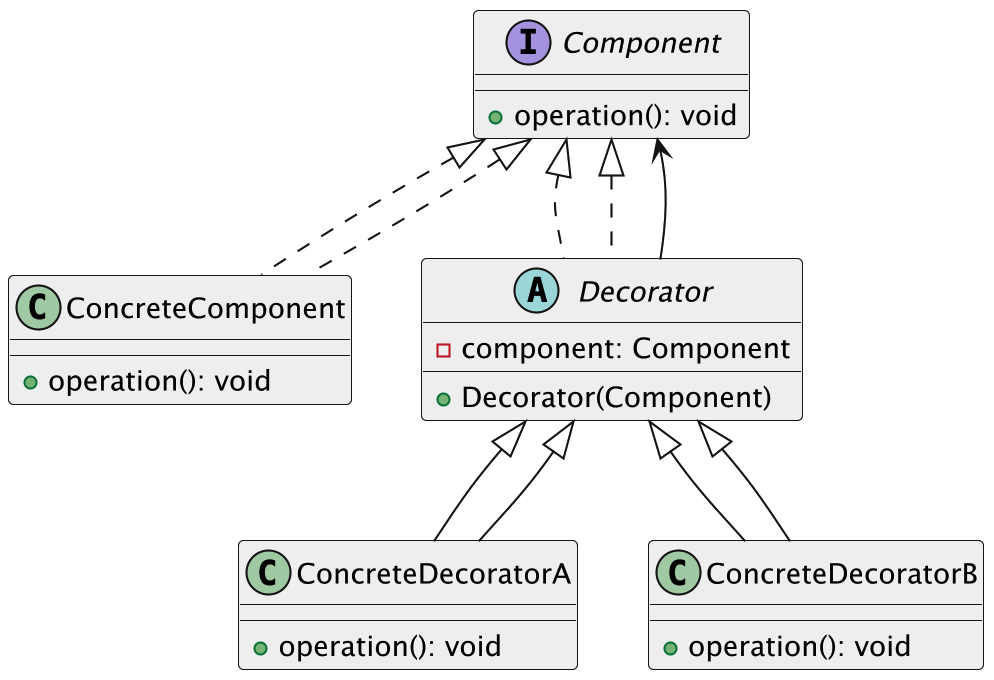 I Component
operation(): void
C ConcreteComponent
operation(): void
A Decorator
component: Component
Decorator(Component)
C ConcreteDecoratorA
operation(): void
C ConcreteDecoratorB
operation(): void